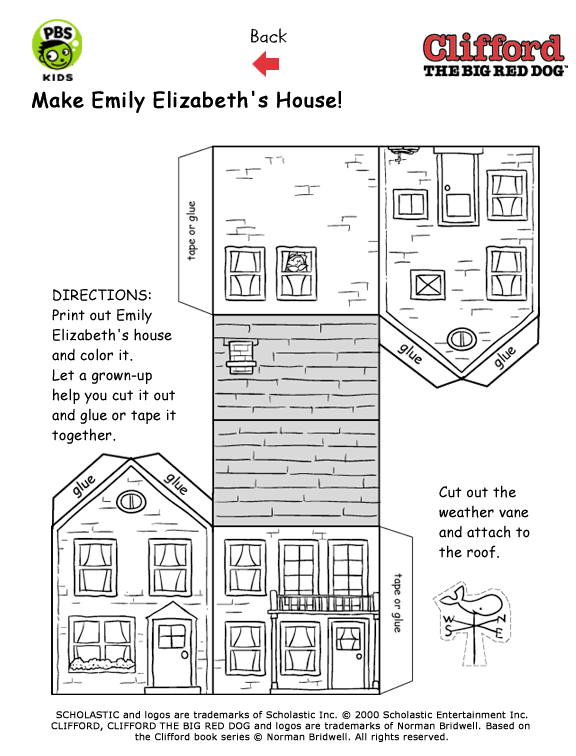 PBS
KIDS
Back
Clifford
THE BIG RED DOG
Make Emily Elizabeth's House!
tape or glue
DIRECTIONS:
Print out Emily
Elizabeth's house
and color it.
Let a grown-up
help you cut it out
and glue or tape it
together.
glue
glue
glue
glue
Cut out the
weather vane
and attach to
the roof.
tape or glue
W N
S E
SCHOLASTIC and logos are trademarks of Scholastic Inc. © 2000 Scholastic Entertainment Inc.
CLIFFORD, CLIFFORD THE BIG RED DOG and logos are trademarks of Norman Bridwell. Based on
the Clifford book series © Norman Bridwell. All rights reserved.